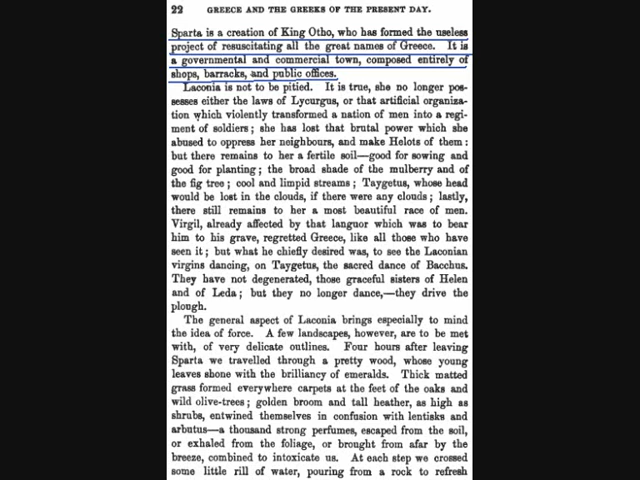 22 GREECE AND THE GREEKS OF THE PRESENT DAY.
Sparta is a creation of King Otho, who has formed the useless
project of resuscitating all the great names of Greece. It is
a governmental and commercial town, composed entirely of
shops, barracks, and public offices.
Laconia is not to be pitied. It is true, she no longer pos-
sesses either the laws of Lycurgus, or that artificial organiza-
tion which violently transformed a nation of men into a regi-
ment of soldiers; she has lost that brutal power which she
abused to oppress her neighbours, and make Helots of them:
but there remains to her a fertile soil—good for sowing and
good for planting; the broad shade of the mulberry and of
the fig tree; cool and limpid streams; Taygetus, whose head
would be lost in the clouds, if there were any clouds; lastly,
there still remains to her a most beautiful race of men.
Virgil, already affected by that languor which was to bear
him to his grave, regretted Greece, like all those who have
seen it; but what he chiefly desired was, to see the Laconian
virgins dancing, on Taygetus, the sacred dance of Bacchus.
They have not degenerated, those graceful sisters of Helen
and of Leda; but they no longer dance,—they drive the
plough.
The general aspect of Laconia brings especially to mind
the idea of force. A few landscapes, however, are to be met
with, of very delicate outlines. Four hours after leaving
Sparta we travelled through a pretty wood, whose young
leaves shone with the brilliancy of emeralds. Thick matted
grass formed everywhere carpets at the feet of the oaks and
wild olive-trees; golden broom and tall heather, as high as
shrubs, entwined themselves in confusion with lentisks and
arbutus—a thousand strong perfumes, escaped from the soil,
or exhaled from the foliage, or brought from afar by the
breeze, combined to intoxicate us. At each step we crossed
some little rill of water, pouring from a rock to refresh